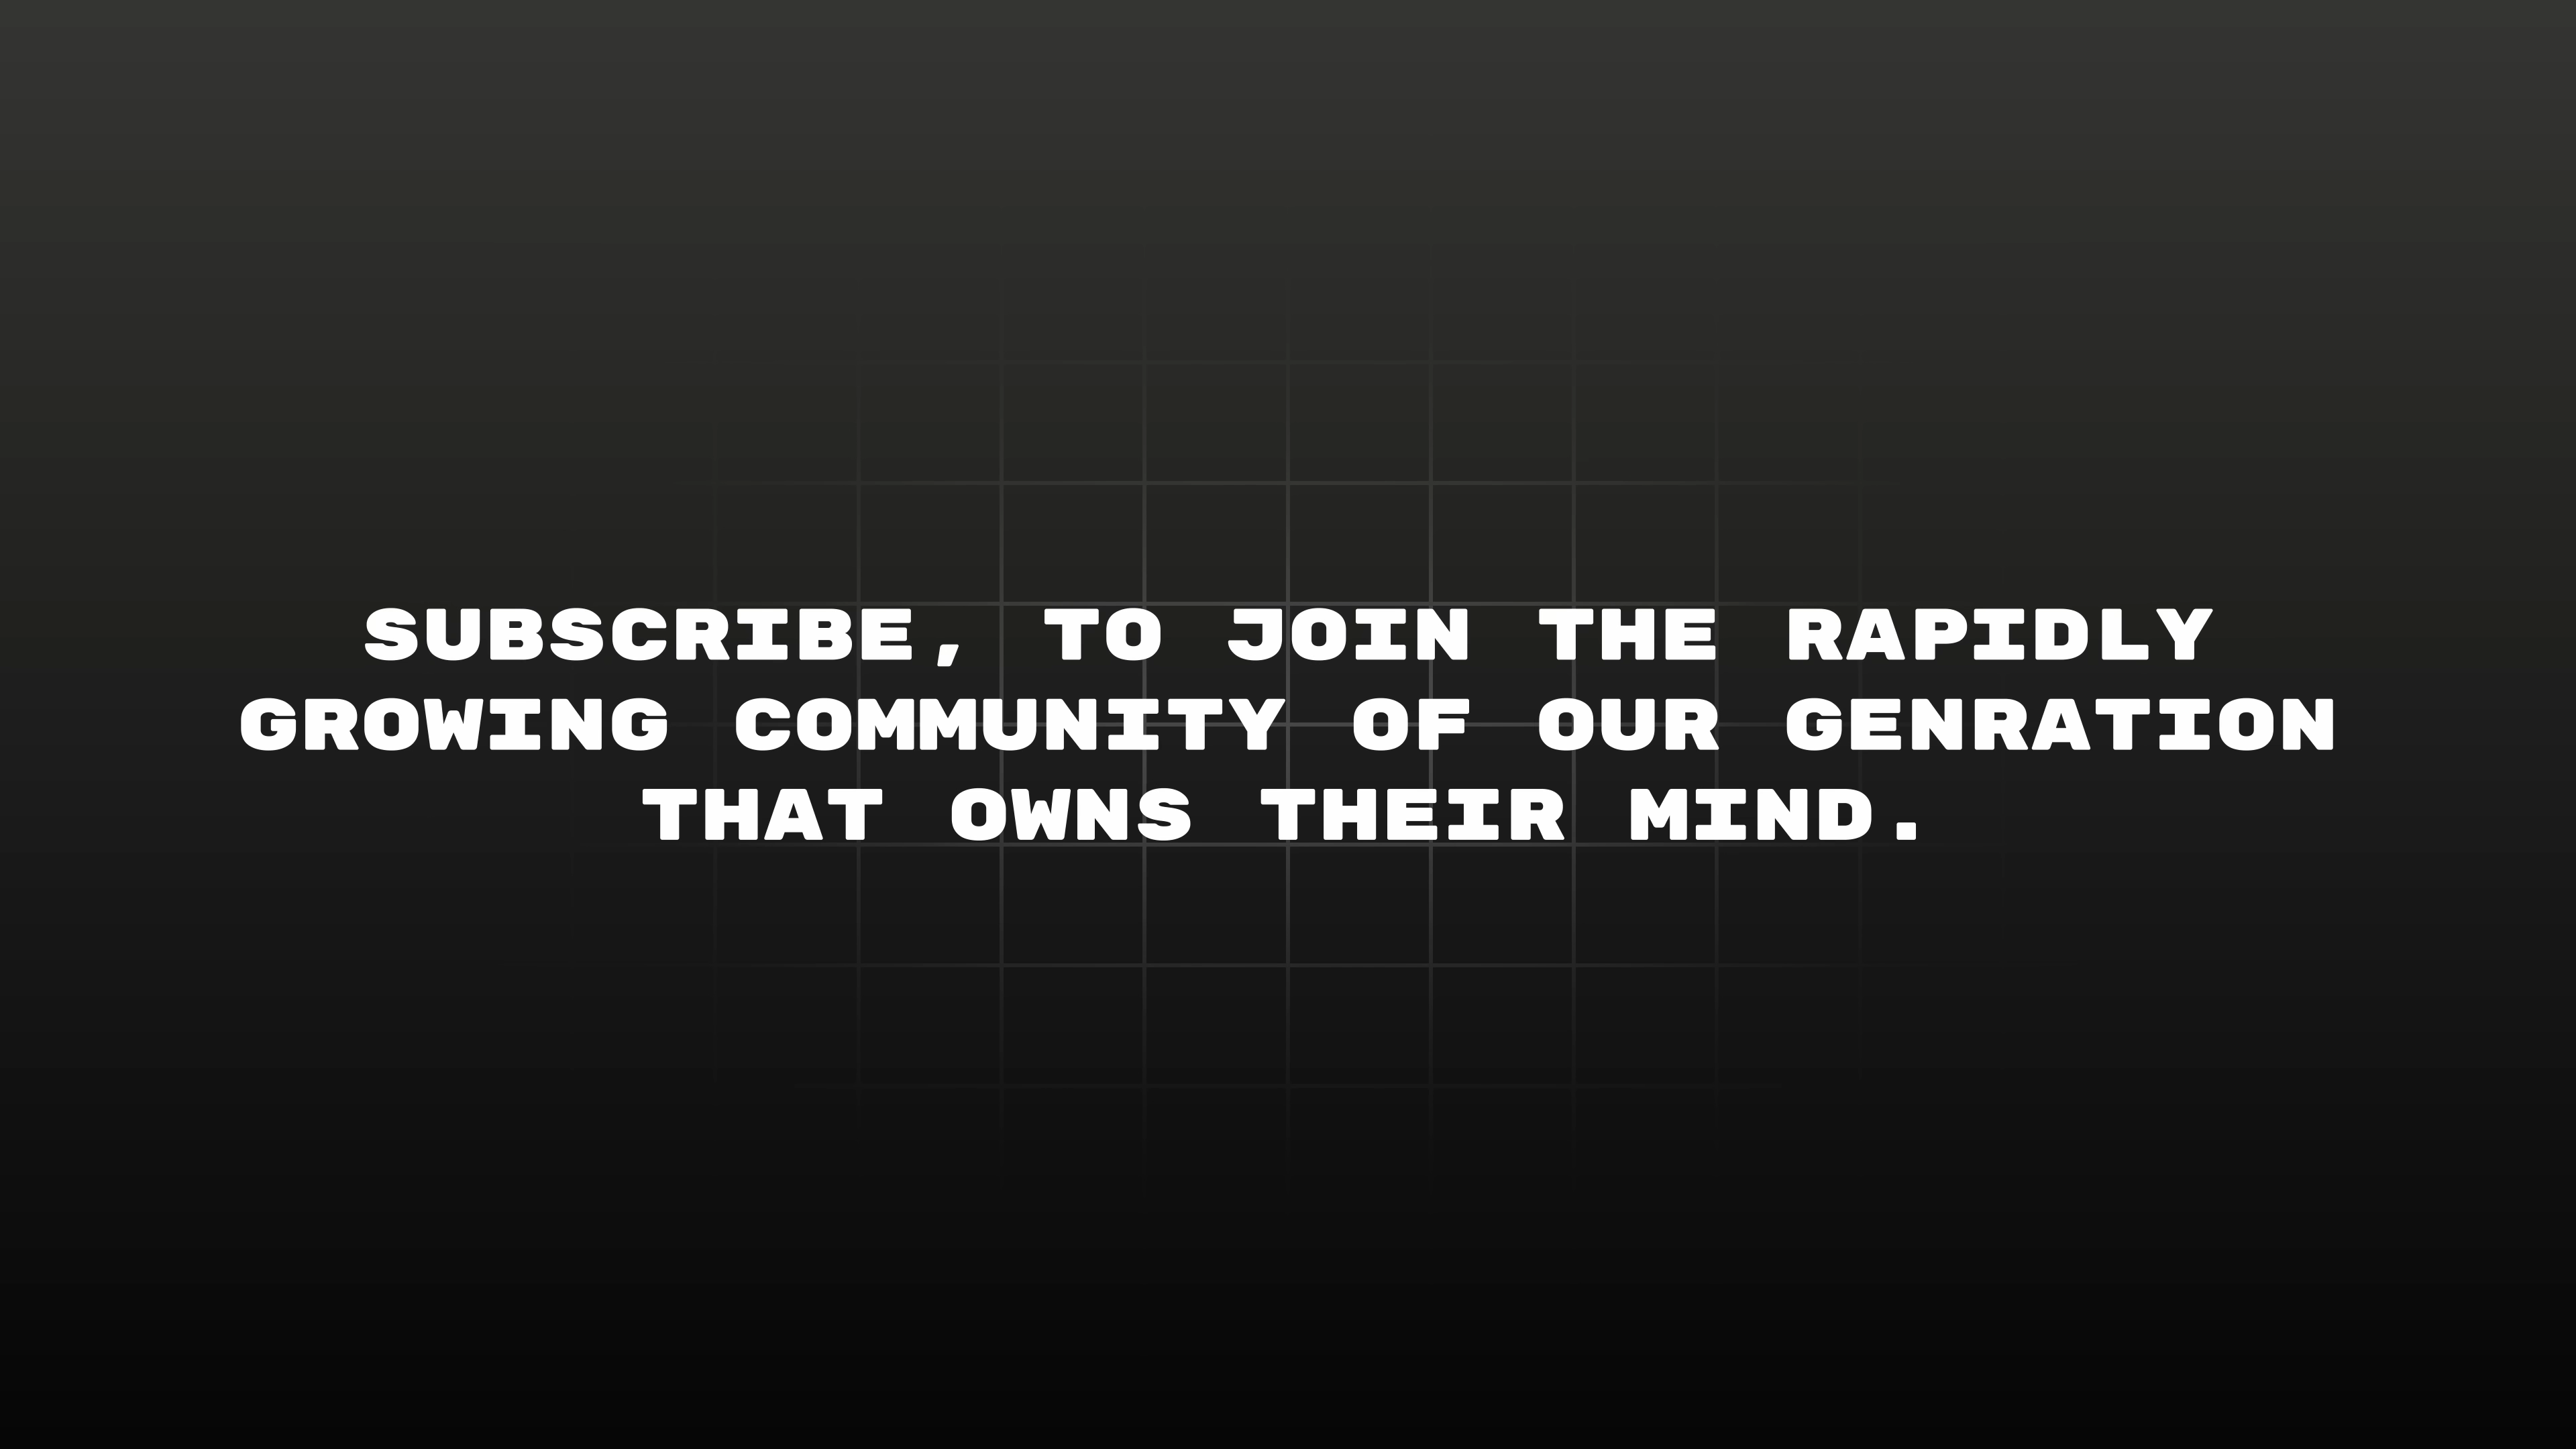 SUBSCRIBE, TO JOIN THE RAPIDLY
GROWING COMMUNITY OF OUR GENRATION
THAT OWNS THEIR MIND.